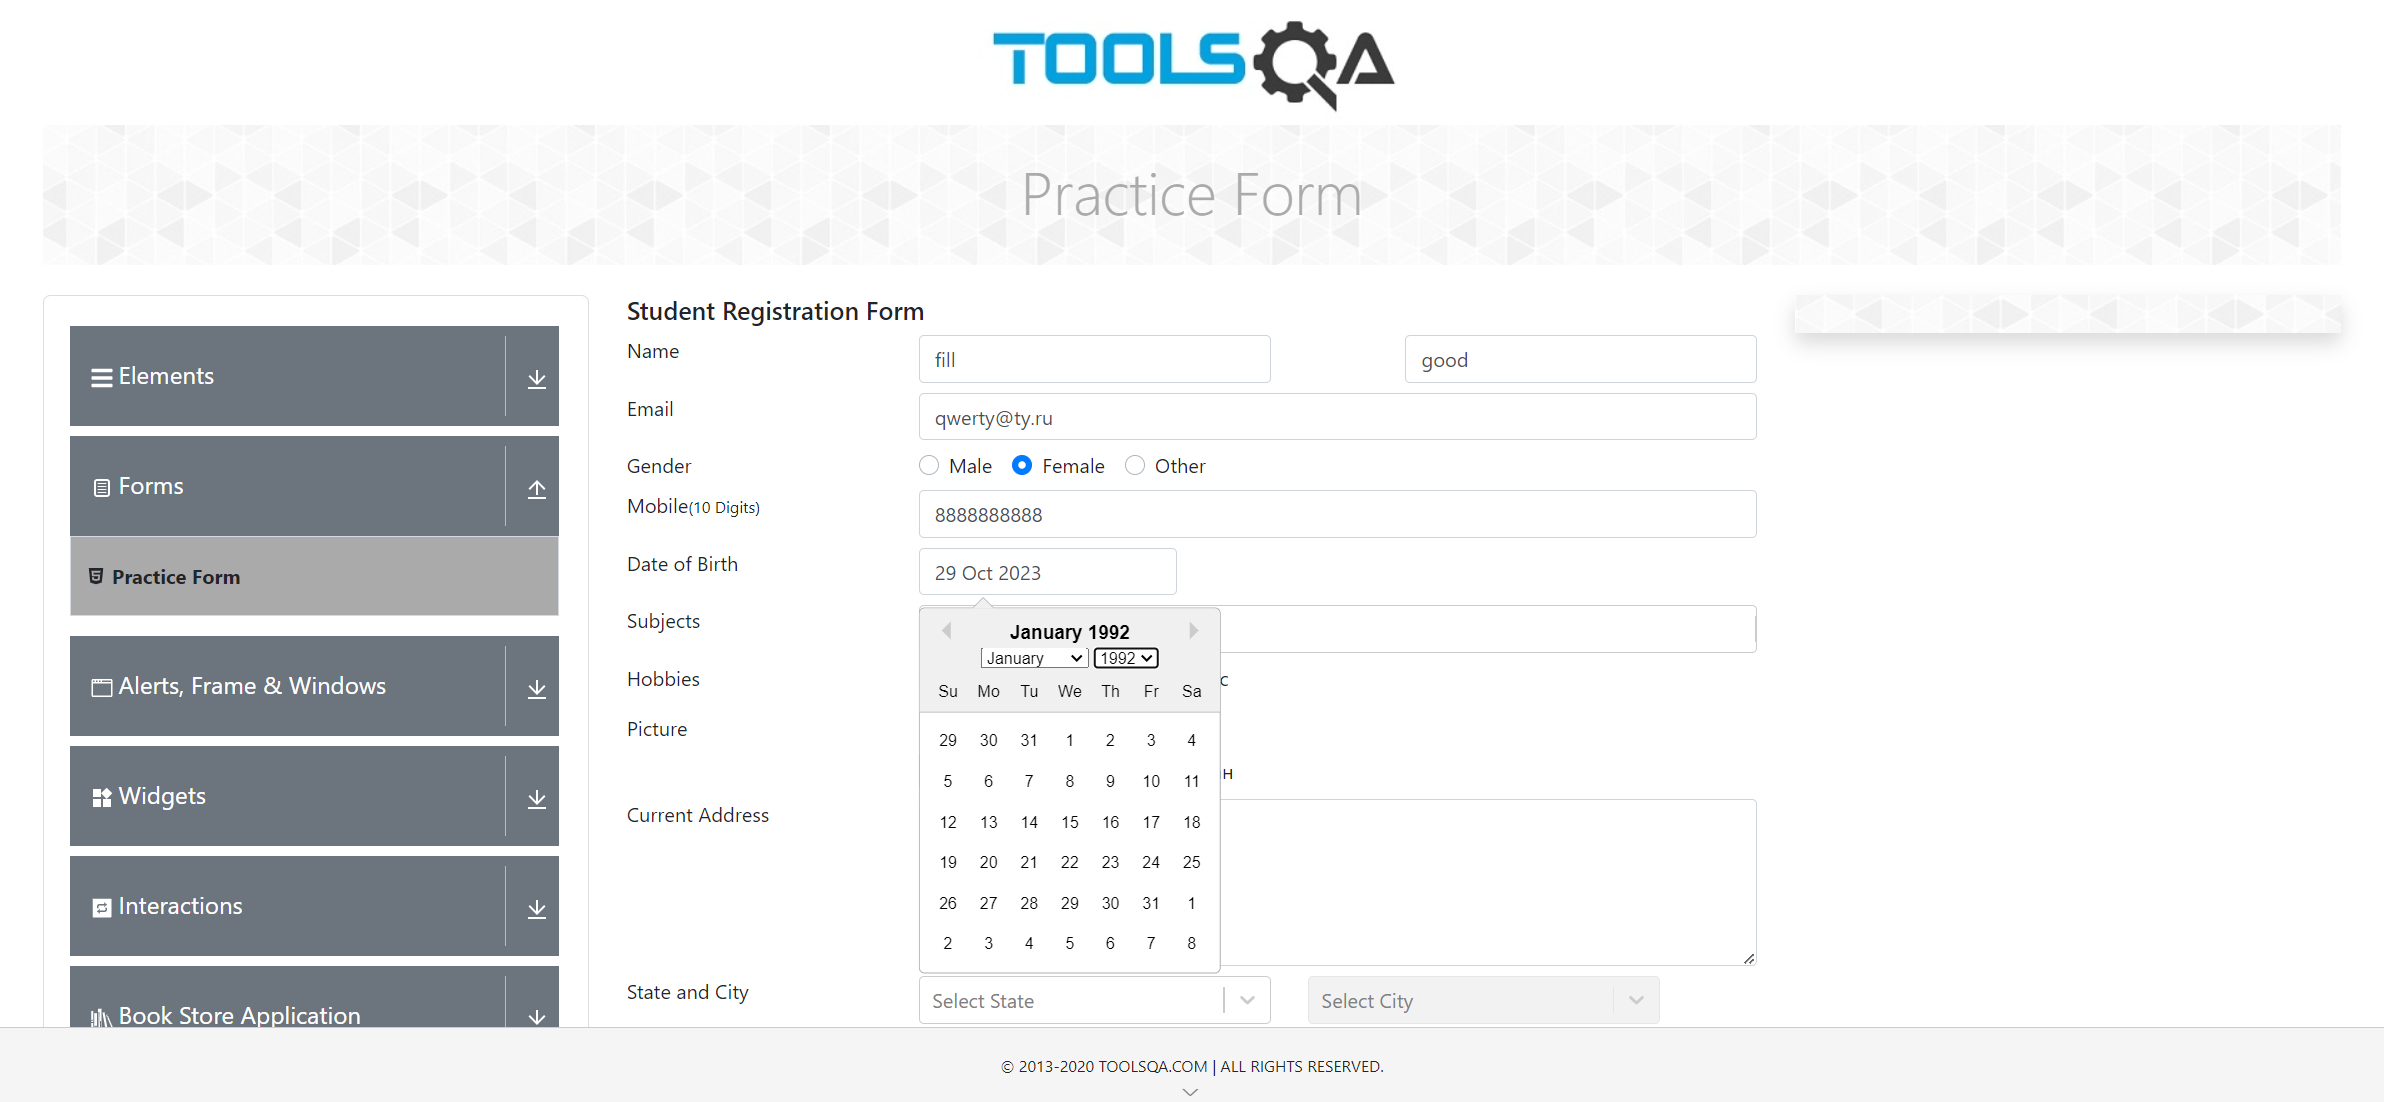 TOOLSQA
Practice Form
Elements
Forms
Practice Form
Alerts, Frame & Windows
Widgets
Interactions
Book Store Application
Student Registration Form
Name fill good
Email qwerty@ty.ru
Gender Male Female Other
Mobile(10 Digits) 8888888888
Date of Birth 29 Oct 2023
Subjects
January 1992
January 1992
Su Mo Tu We Th Fr Sa
29 30 31 1 2 3 4
5 6 7 8 9 10 11
12 13 14 15 16 17 18
19 20 21 22 23 24 25
26 27 28 29 30 31 1
2 3 4 5 6 7 8
Hobbies c
Picture
н
Current Address
State and City Select State Select City
© 2013-2020 TOOLSQA.COM | ALL RIGHTS RESERVED.